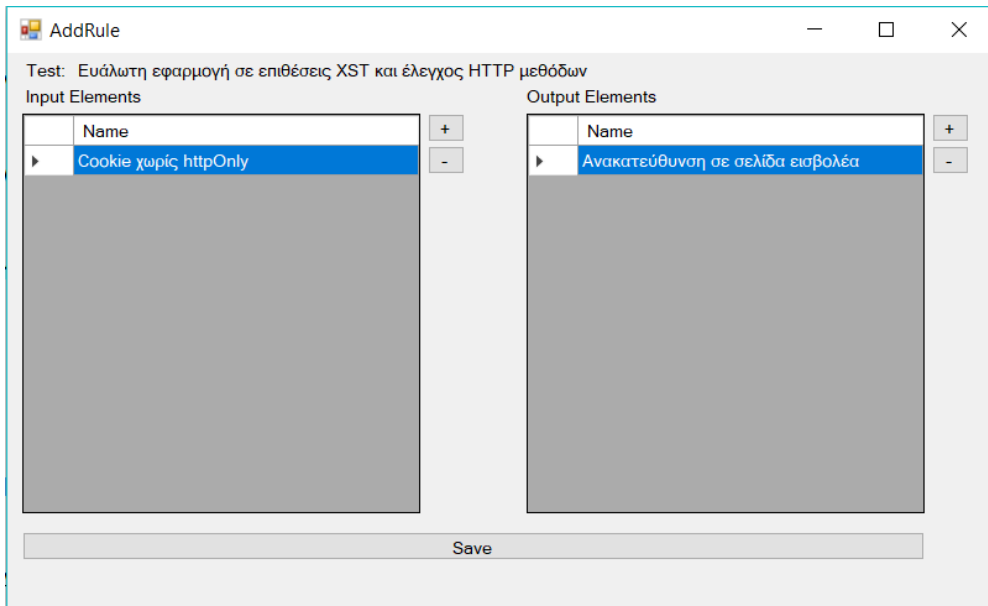 AddRule
Test: Ευάλωτη εφαρμογή σε επιθέσεις XST και έλεγχος HTTP μεθόδων
Input Elements
Output Elements
Name
+
Name
+
Cookie χωρίς httpOnly
-
Ανακατεύθυνση σε σελίδα εισβολέα
-
Save